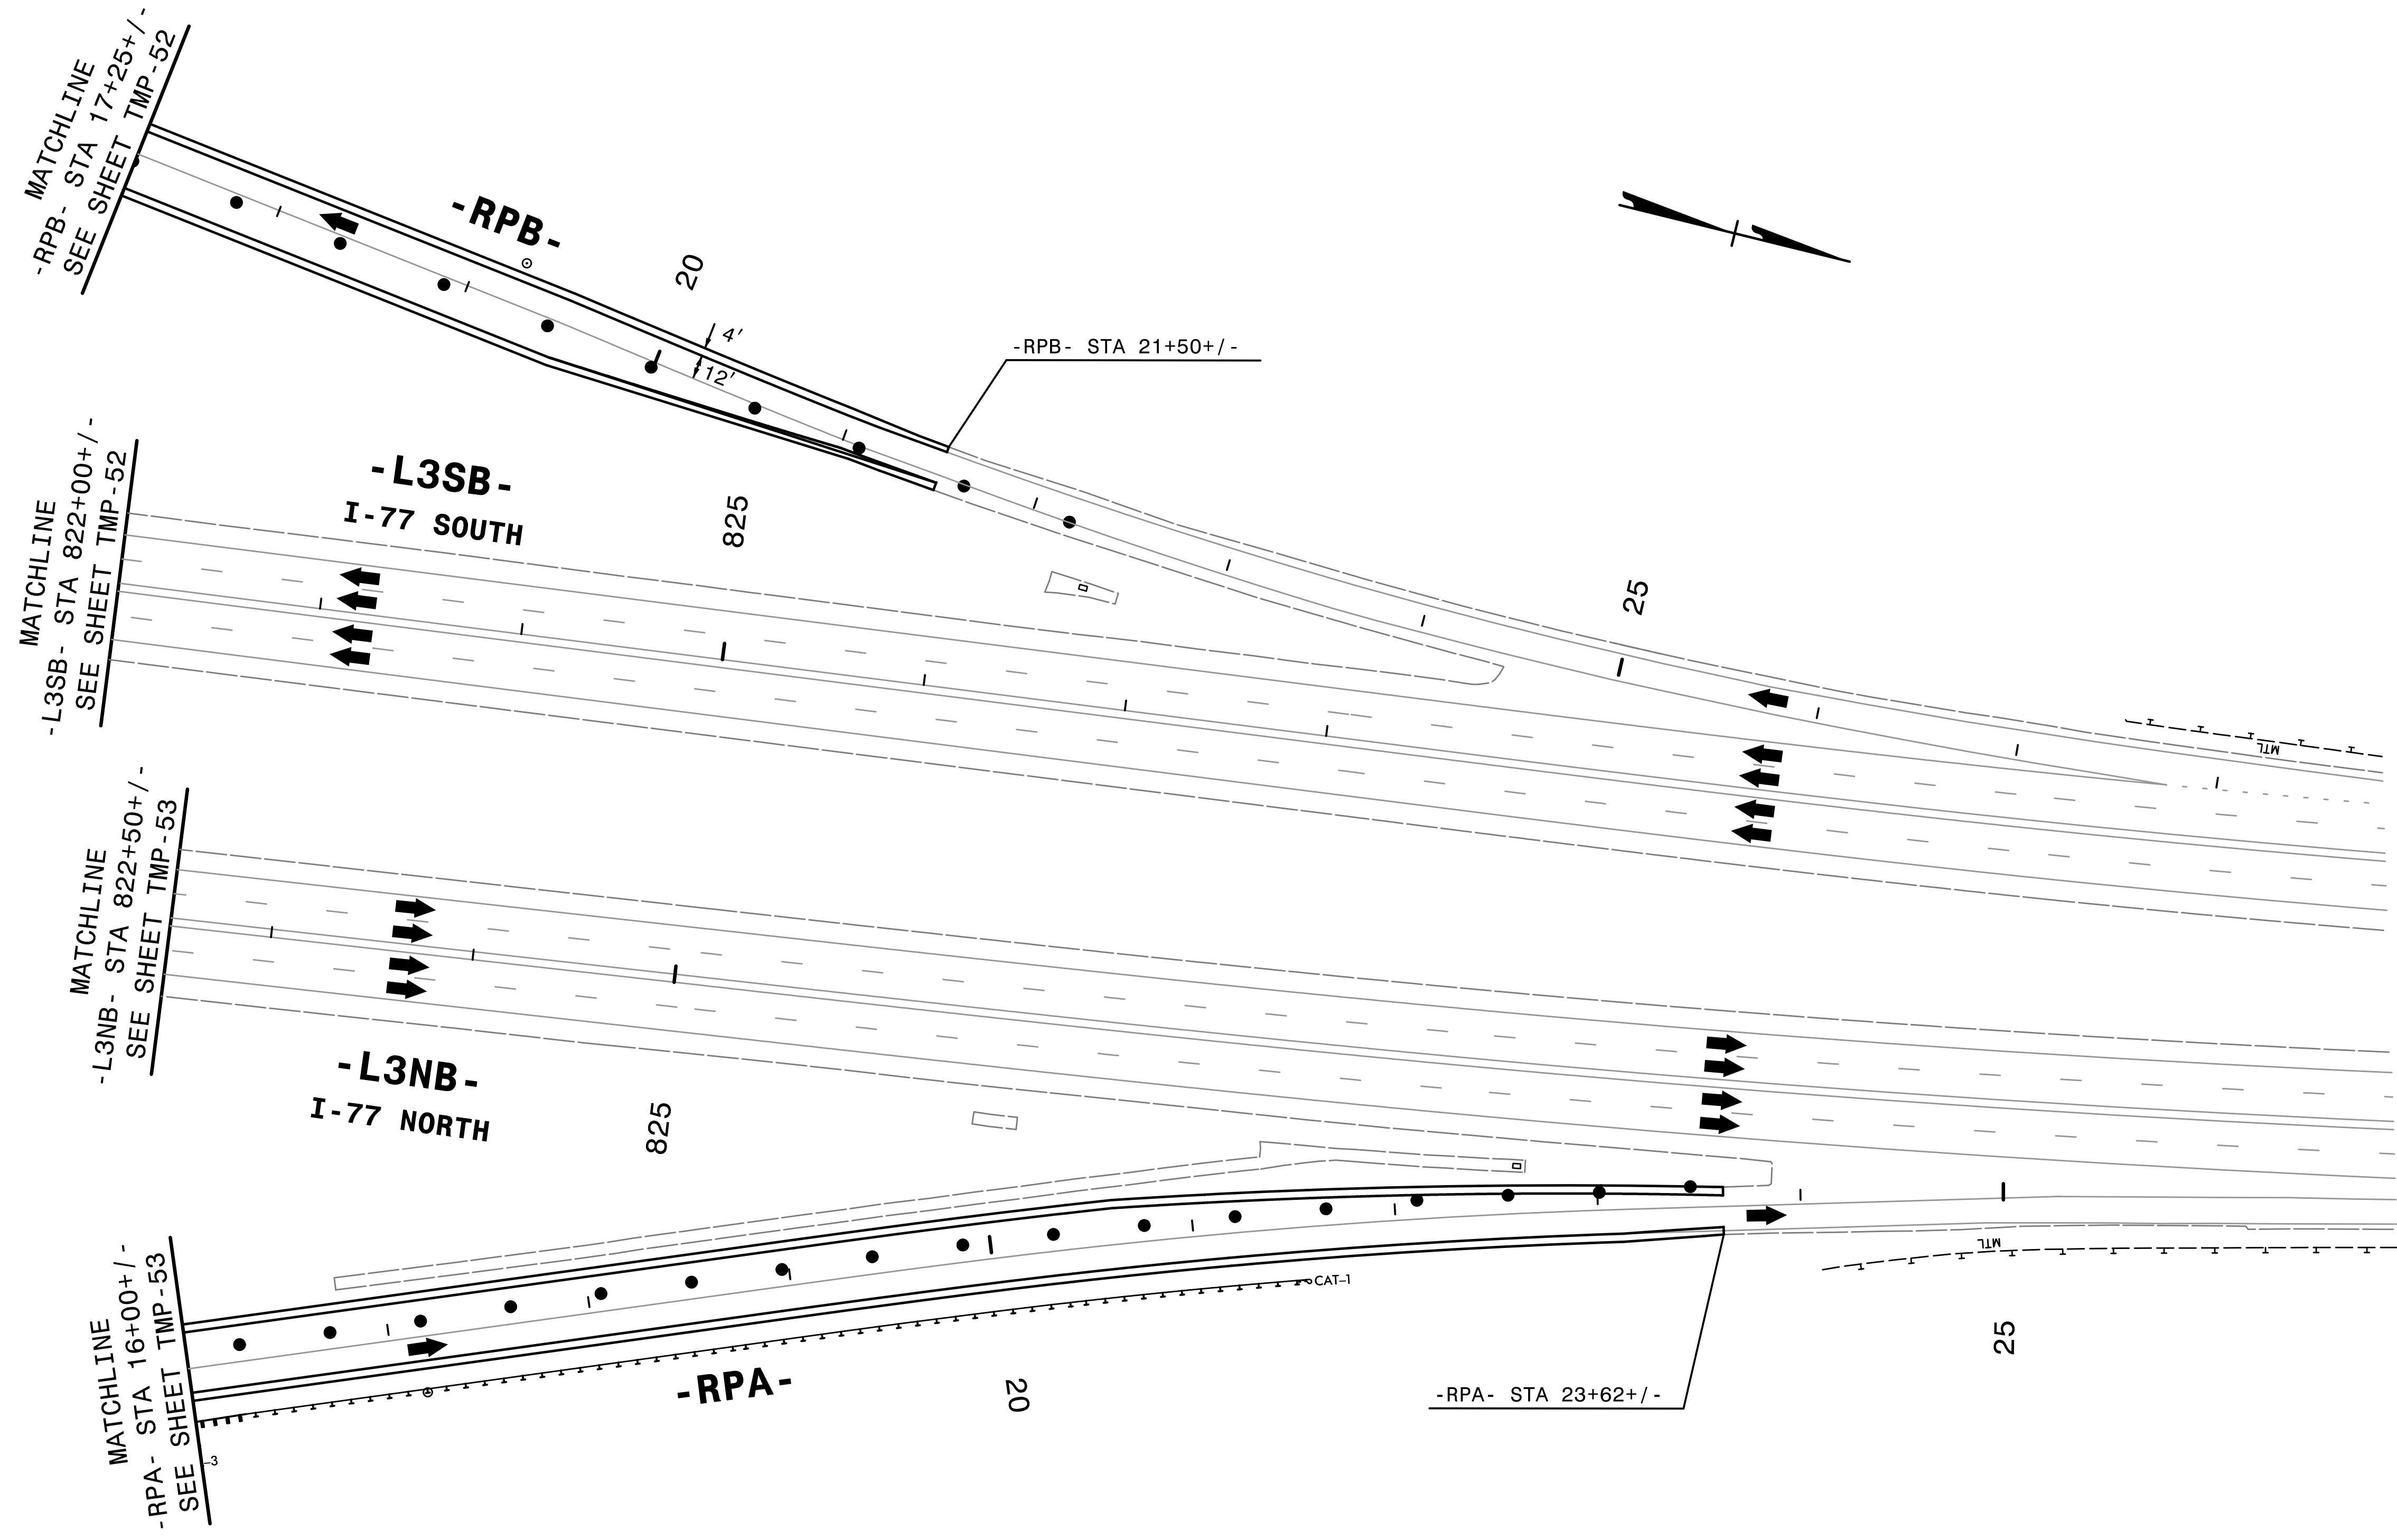 MATCHLINE
-RPB- STA 17+25+/-
SEE SHEET TMP-52
-RPB-
20
4'
12'
-RPB- STA 21+50+/-
MATCHLINE
-L3SB- STA 822+00+/-
SEE SHEET TMP-52
-L3SB-
I-77 SOUTH
825
25
MTL
MATCHLINE
-L3NB- STA 822+50+/-
SEE SHEET TMP-53
-L3NB-
I-77 NORTH
825
MTL
CAT-1
MATCHLINE
-RPA- STA 16+00+/-
SEE SHEET TMP-53
-3
-RPA-
20
-RPA- STA 23+62+/-
25